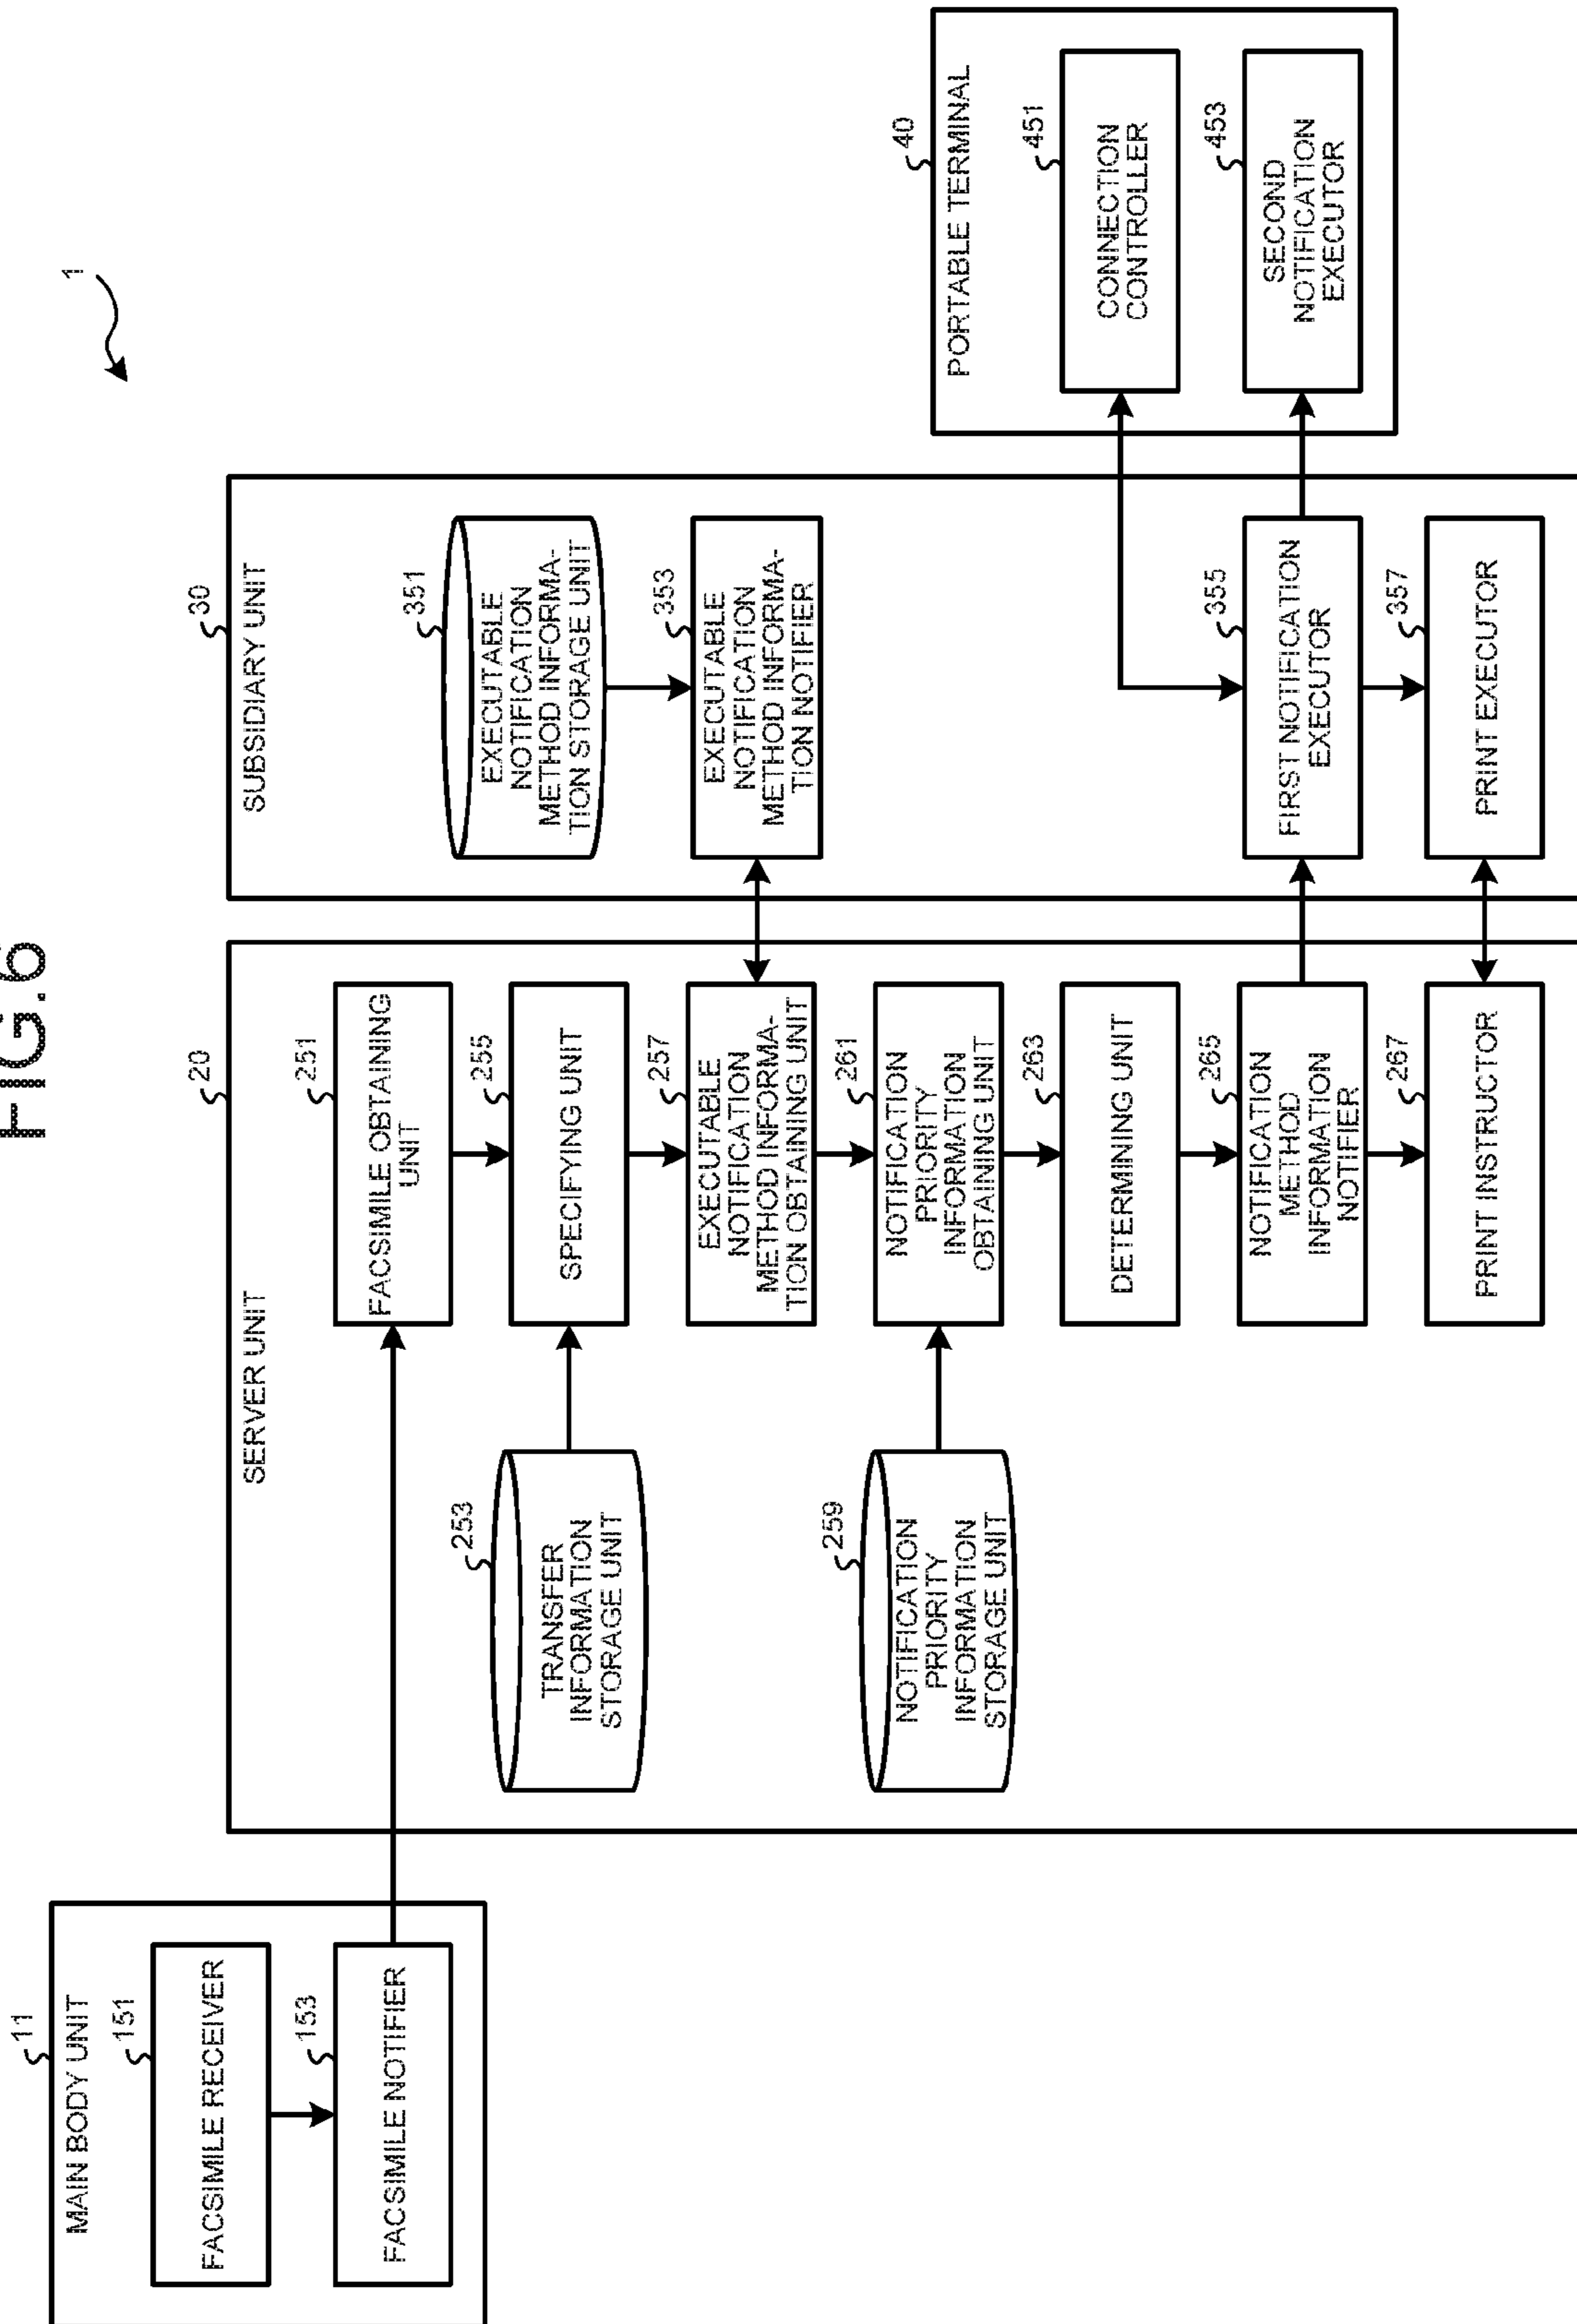 FIG.6
1
11
MAIN BODY UNIT
151
FACSIMILE RECEIVER
153
FACSIMILE NOTIFIER
20
SERVER UNIT
251
FACSIMILE OBTAINING
UNIT
253
TRANSFER
INFORMATION
STORAGE UNIT
255
SPECIFYING UNIT
257
EXECUTABLE
NOTIFICATION
METHOD INFORMA-
TION OBTAINING UNIT
259
NOTIFICATION
PRIORITY
INFORMATION
STORAGE UNIT
261
NOTIFICATION
PRIORITY
INFORMATION
OBTAINING UNIT
263
DETERMINING UNIT
265
NOTIFICATION
METHOD
INFORMATION
NOTIFIER
267
PRINT INSTRUCTOR
30
SUBSIDIARY UNIT
351
EXECUTABLE
NOTIFICATION
METHOD INFORMA-
TION STORAGE UNIT
353
EXECUTABLE
NOTIFICATION
METHOD INFORMA-
TION NOTIFIER
355
FIRST NOTIFICATION
EXECUTOR
357
PRINT EXECUTOR
40
PORTABLE TERMINAL
451
CONNECTION
CONTROLLER
453
SECOND
NOTIFICATION
EXECUTOR